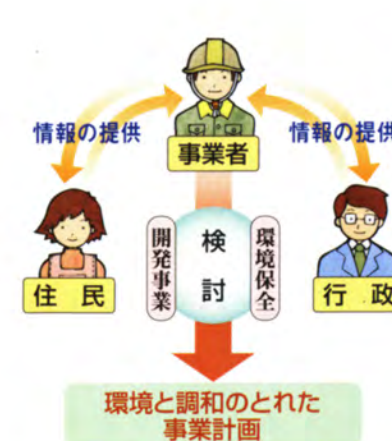 情報の提供
情報の提供
事業者
開発事業
検討
環境保全
住民
行政
環境と調和のとれた
事業計画